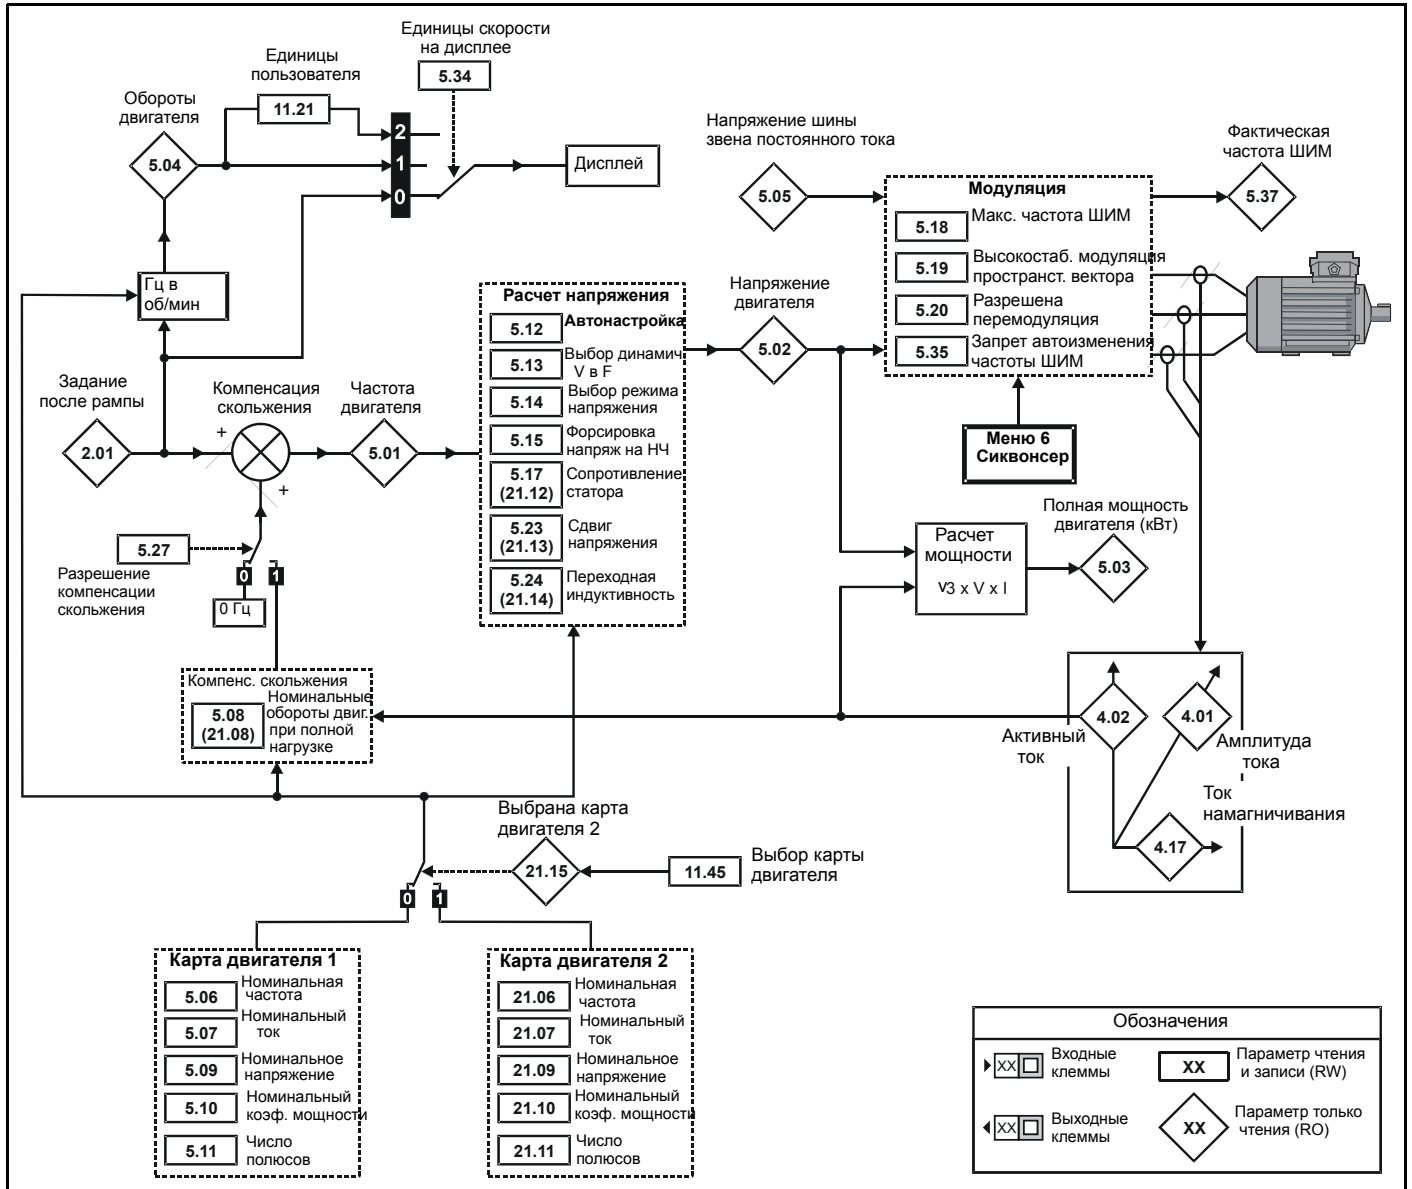 Единицы скорости
на дисплее
5.34
Единицы
пользователя
11.21
Обороты
двигателя
5.04
2
1
0
Дисплей
Гц в
об/мин
Задание
после рампы
2.01
Компенсация
скольжения
+
+
Частота
двигателя
5.01
5.27
Разрешение
компенсации
скольжения
0
1
0 Гц
Компенс. скольжения
5.08
(21.08)
Номинальные
обороты двиг.
при полной
нагрузке
Расчет напряжения
5.12
Автонастройка
5.13
Выбор динамич
V в F
5.14
Выбор режима
напряжения
5.15
Форсировка
напряж на НЧ
5.17
(21.12)
Сопротивление
статора
5.23
(21.13)
Сдвиг
напряжения
5.24
(21.14)
Переходная
индуктивность
Напряжение шины
звена постоянного тока
5.05
Напряжение
двигателя
5.02
Модуляция
5.18
Макс. частота ШИМ
5.19
Высокостаб. модуляция
пространст. вектора
5.20
Разрешена
перемодуляция
5.35
Запрет автоизменения
частоты ШИМ
Меню 6
Сиквонсер
Фактическая
частота ШИМ
5.37
Расчет
мощности
v3 x V x I
Полная мощность
двигателя (кВт)
5.03
4.02
Активный
ток
4.01
Амплитуда
тока
Ток
намагничивания
4.17
Выбрана карта
двигателя 2
21.15
11.45
Выбор карты
двигателя
0
1
Карта двигателя 1
5.06
Номинальная
частота
5.07
Номинальный
ток
5.09
Номинальное
напряжение
5.10
Номинальный
коэф. мощности
5.11
Число
полюсов
Карта двигателя 2
21.06
Номинальная
частота
21.07
Номинальный
ток
21.09
Номинальное
напряжение
21.10
Номинальный
коэф. мощности
21.11
Число
полюсов
Обозначения
XX
Входные
клеммы
XX
Параметр чтения
и записи (RW)
XX
Выходные
клеммы
XX
Параметр только
чтения (RO)